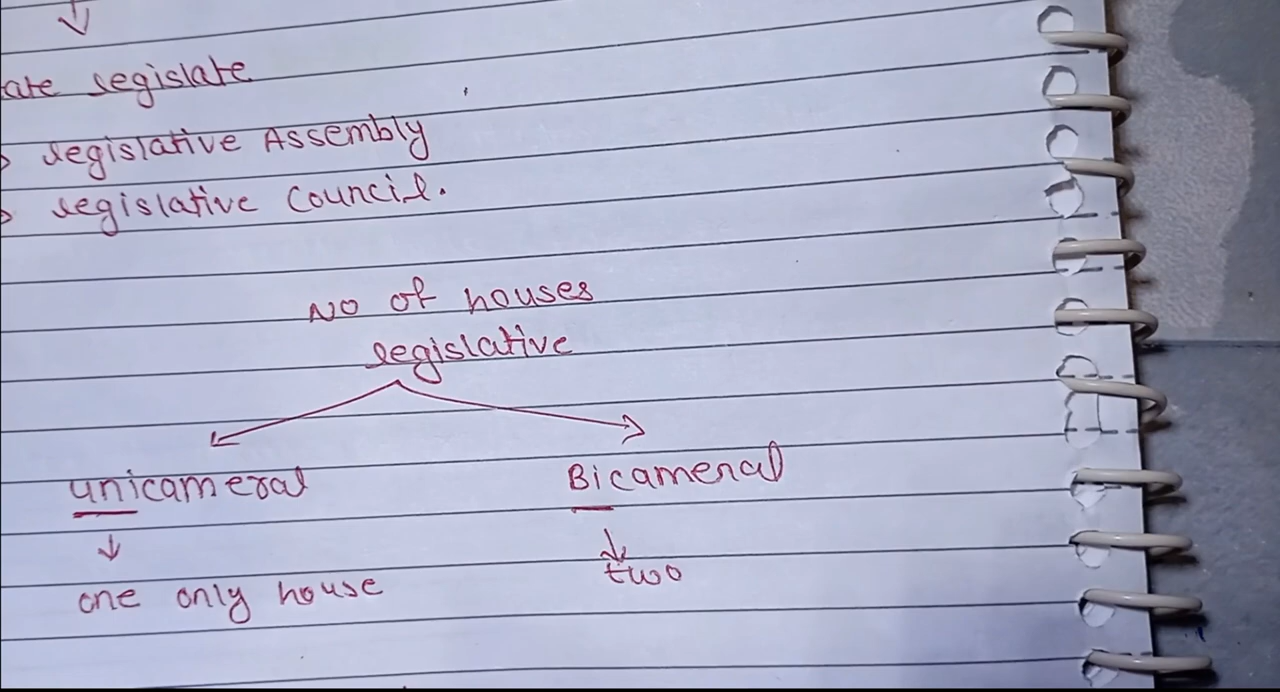 ate legislate
legislative Assembly
legislative Council.
No of houses
legislative
unicameral
Bicameral
one only house
two